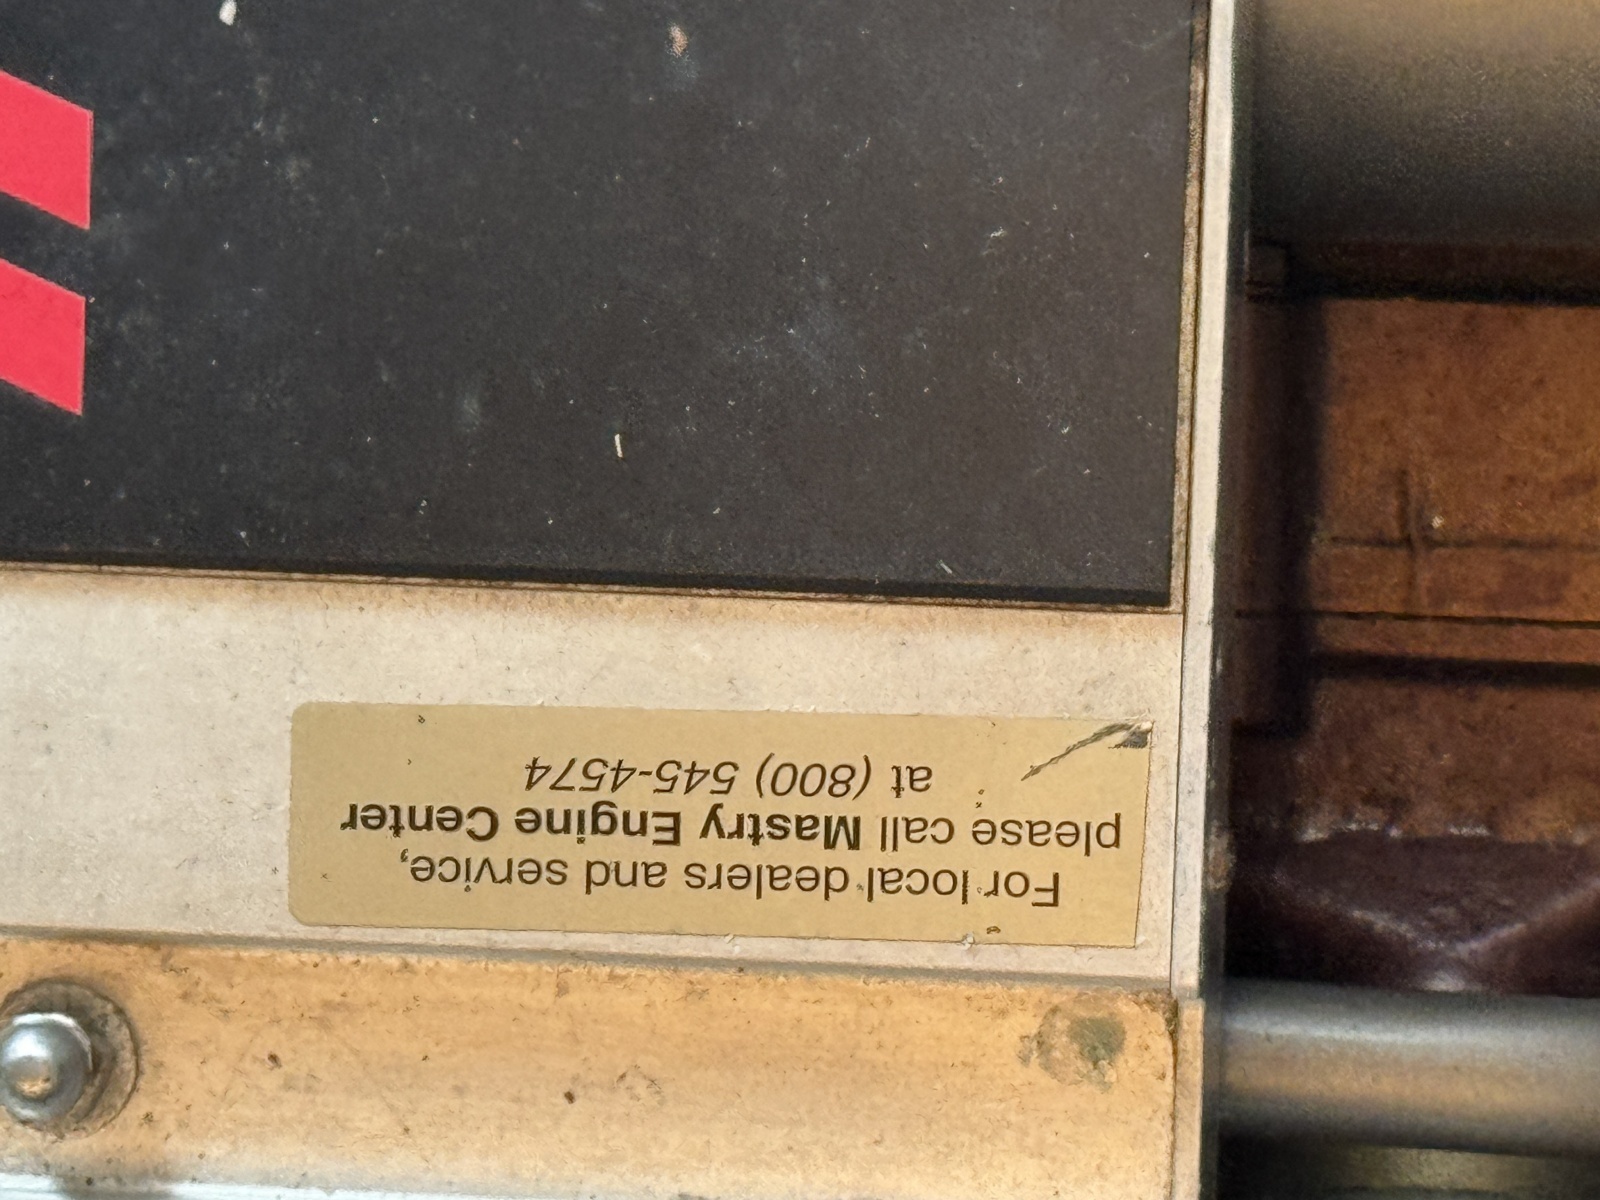 For local dealers and service,
please call Mastry Engine Center
at (800) 545-4574